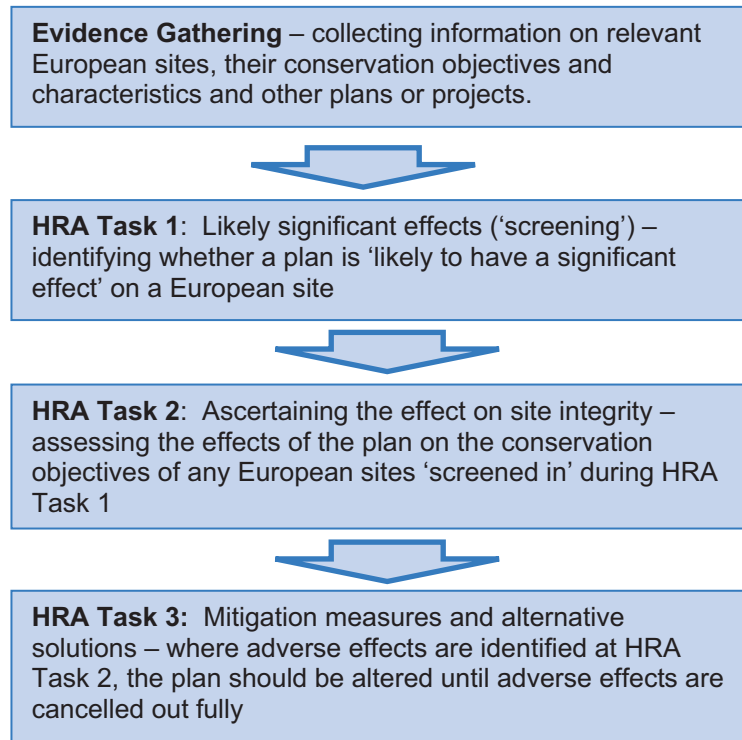 Evidence Gathering – collecting information on relevant
European sites, their conservation objectives and
characteristics and other plans or projects.
HRA Task 1:  Likely significant effects (‘screening’) –
identifying whether a plan is ‘likely to have a significant
effect’ on a European site
HRA Task 2:  Ascertaining the effect on site integrity –
assessing the effects of the plan on the conservation
objectives of any European sites ‘screened in’ during HRA
Task 1
HRA Task 3:  Mitigation measures and alternative
solutions – where adverse effects are identified at HRA
Task 2, the plan should be altered until adverse effects are
cancelled out fully